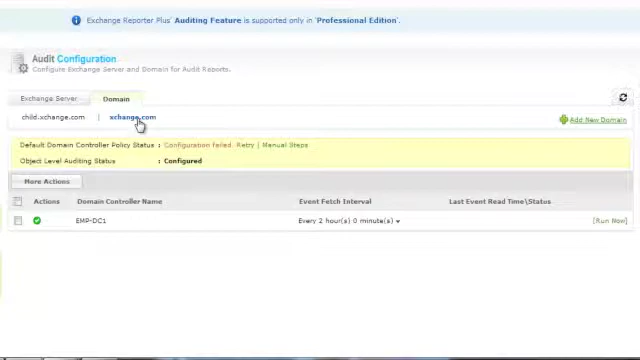 Exchange Reporter Plus' Auditing Feature is supported only in 'Professional Edition'.
Audit Configuration
Configure Exchange Server and Domain for Audit Reports.
Exchange Server Domain
child.xchange.com | xchange.com Add New Domain
Default Domain Controller Policy Status : Configuration failed. Retry | Manual Steps
Object Level Auditing Status : Configured
More Actions
Actions Domain Controller Name Event Fetch Interval Last Event Read Time\Status
EMP-DC1 Every 2 hour(s) 0 minute(s) [Run Now]